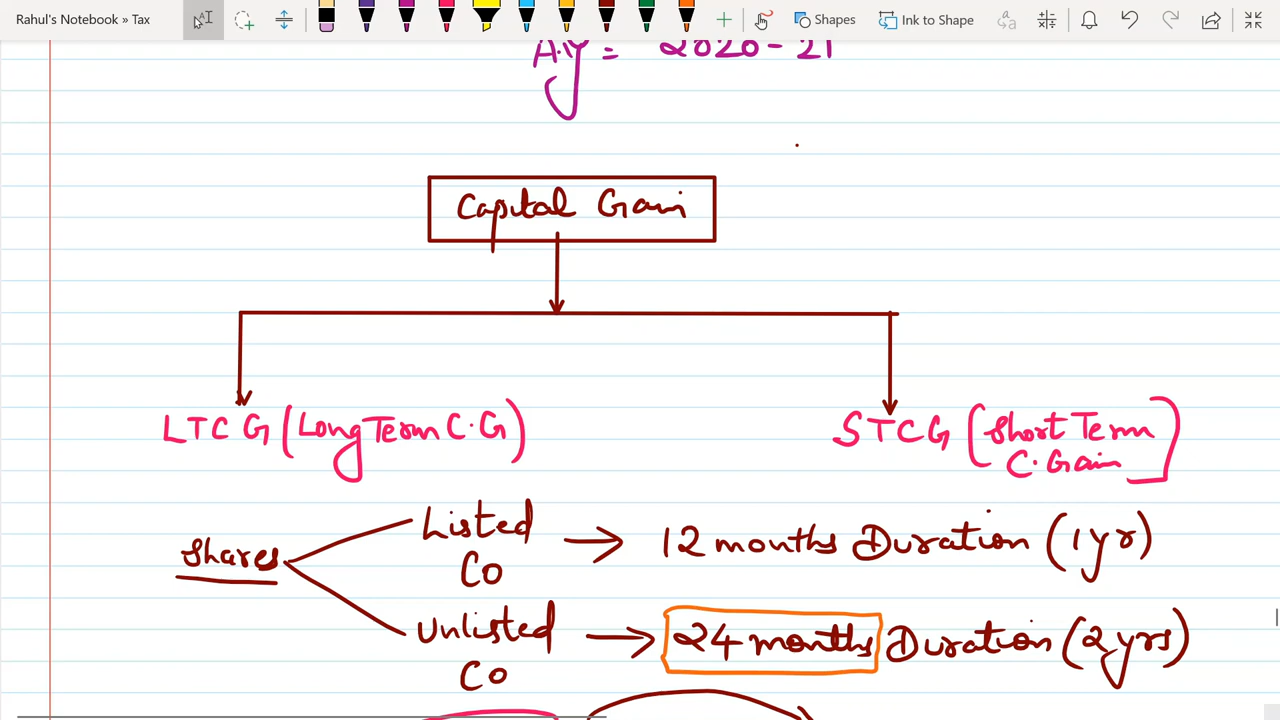 Rahul's Notebook » Tax
Shapes
Ink to Shape
A.y = 2020-21
Capital Gain
LTCG (Long Term C.G)
STCG [Short Term
C.Gain]
Shares
Listed
Co
→ 12 months Duration (1yr)
Unlisted
Co
→ 24 months Duration (2yrs)